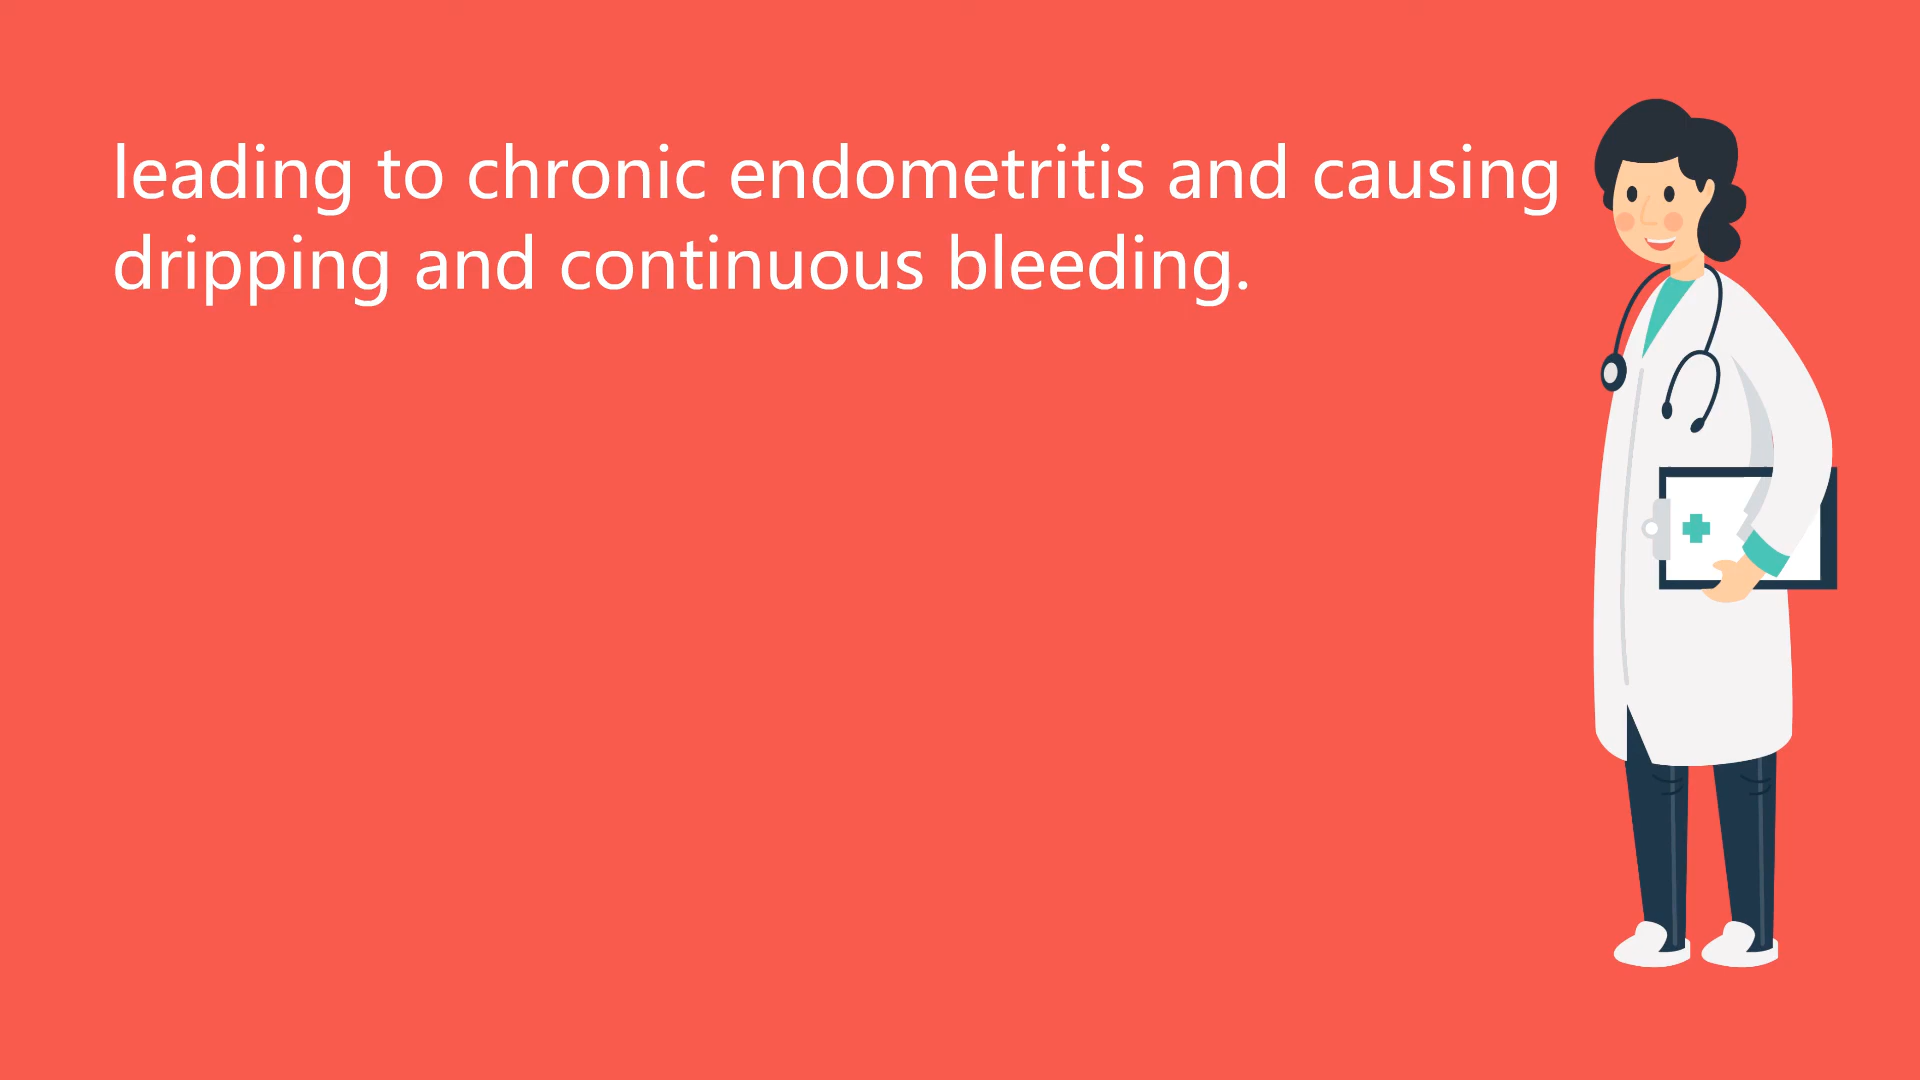 leading to chronic endometritis and causing
dripping and continuous bleeding.